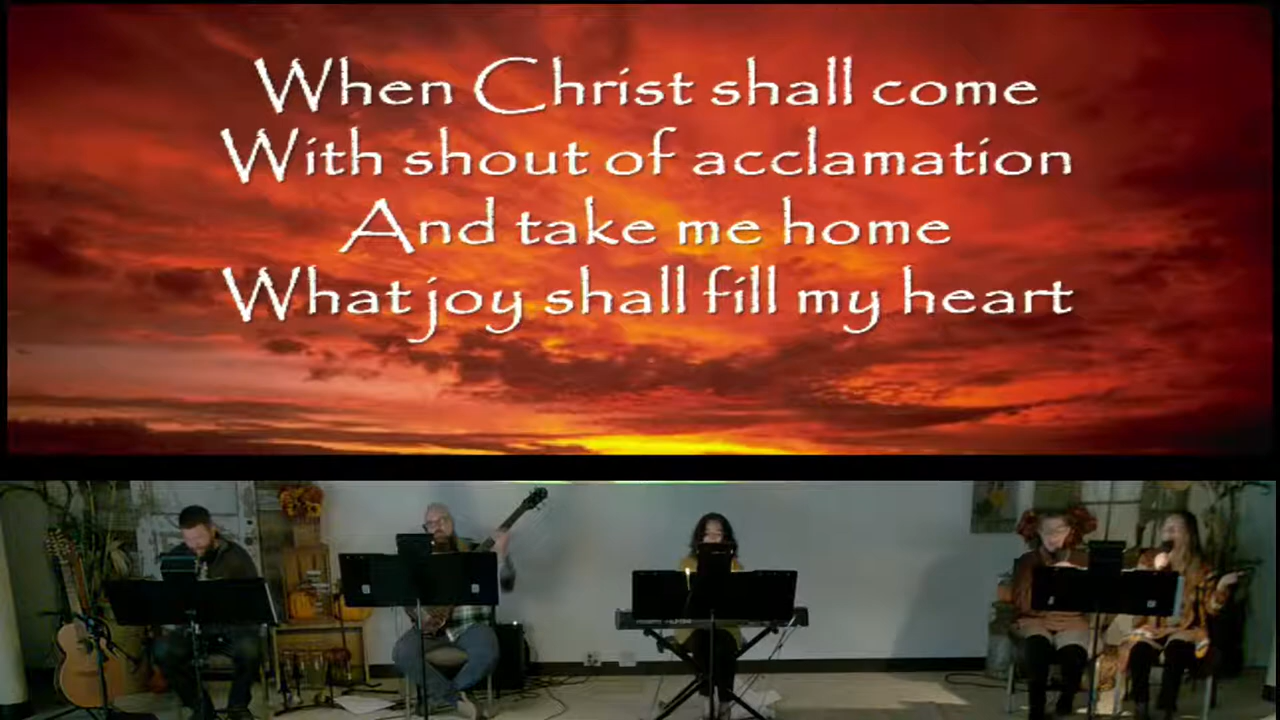 When Christ shall come
With shout of acclamation
And take me home
What joy shall fill my heart